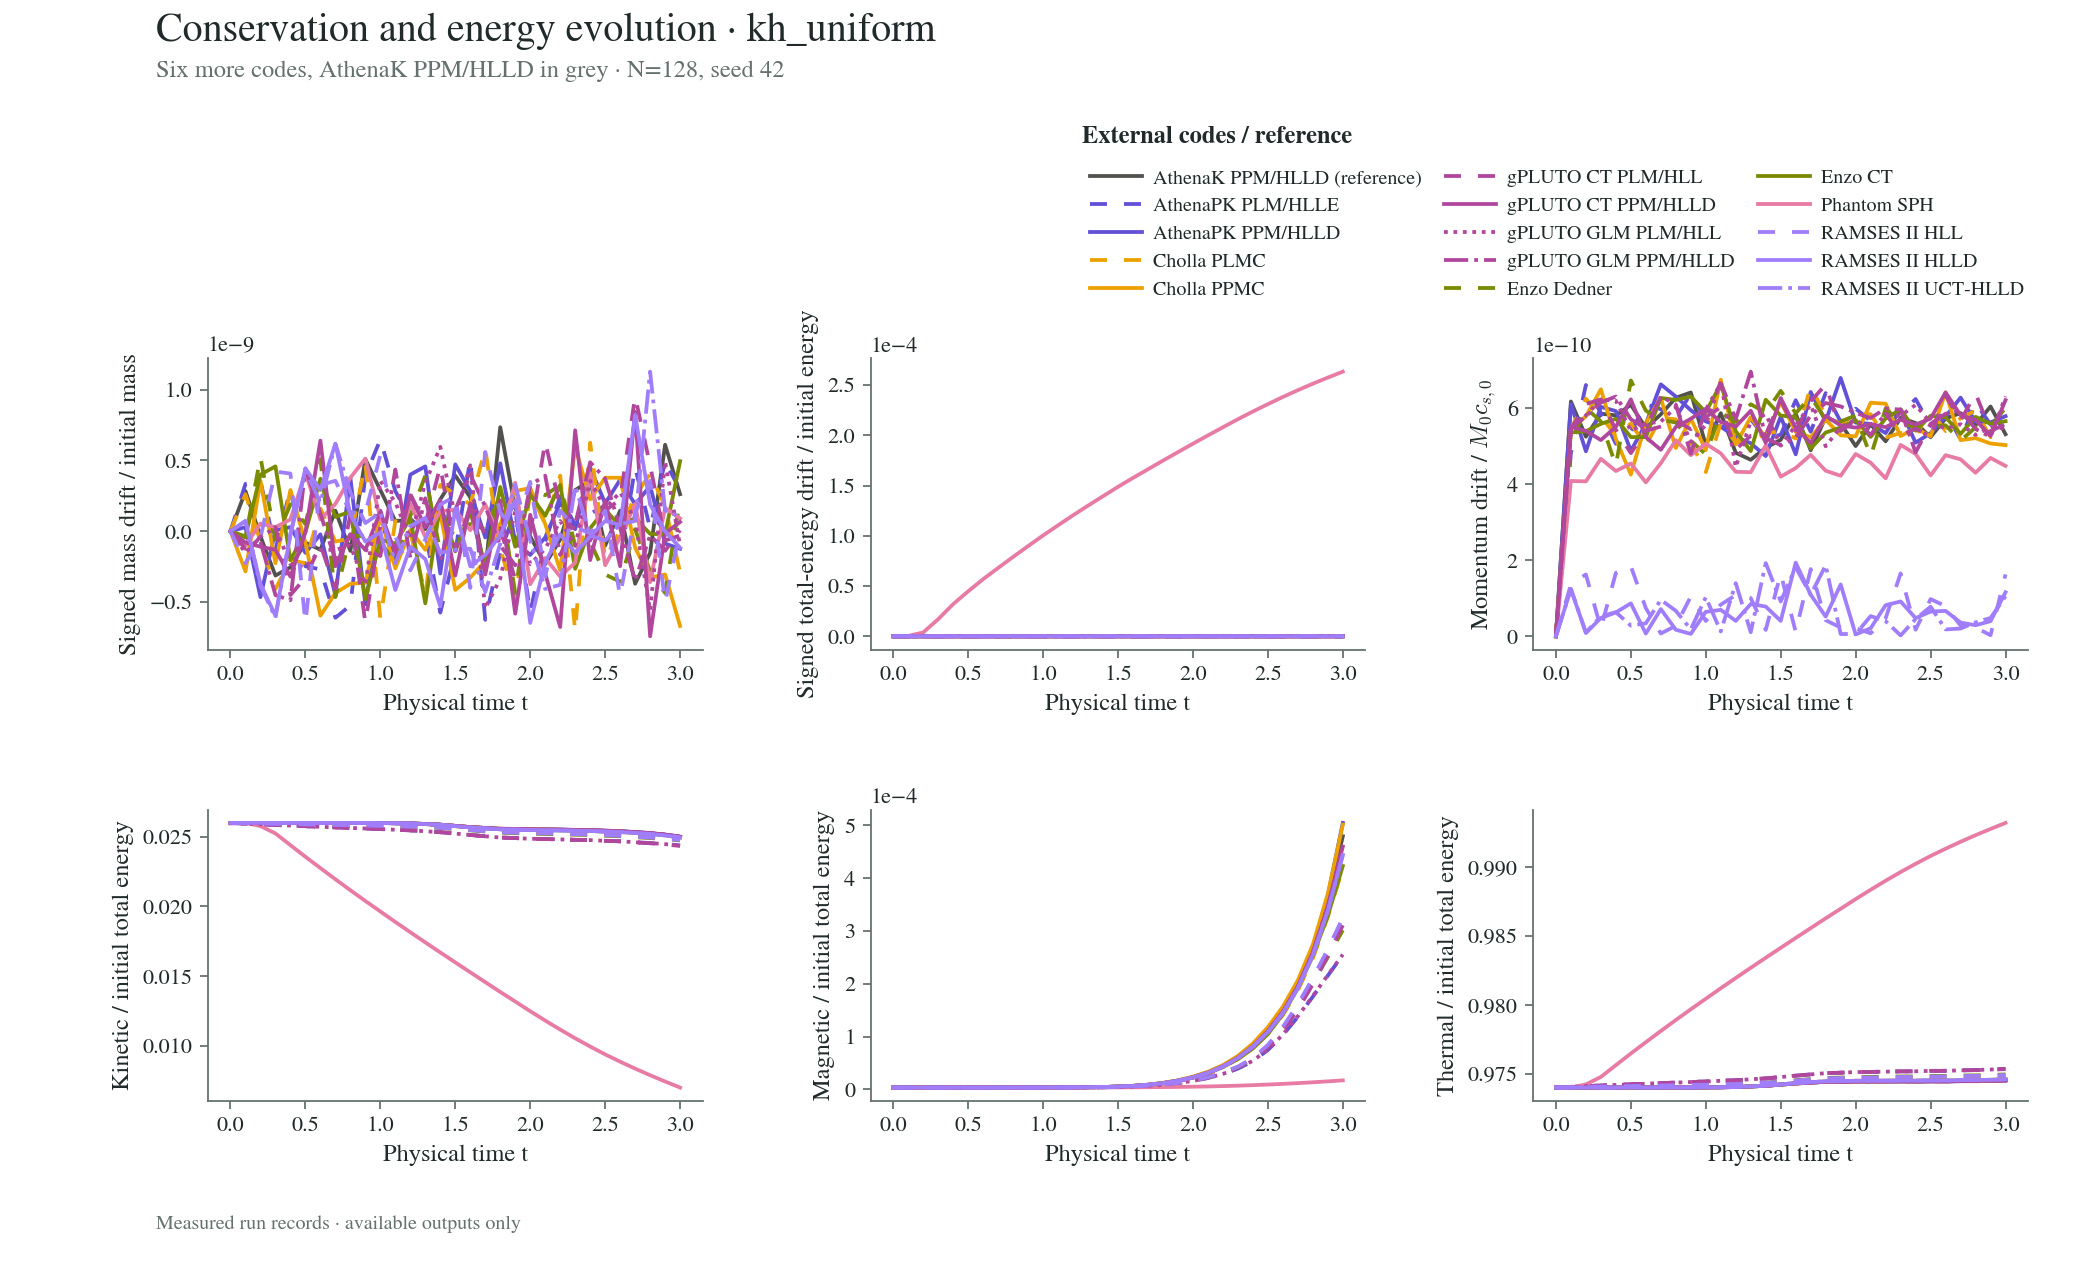 Conservation and energy evolution · kh_uniform
Six more codes, AthenaK PPM/HLLD in grey · N=128, seed 42
External codes / reference
AthenaK PPM/HLLD (reference)
AthenaPK PLM/HLLE
AthenaPK PPM/HLLD
Cholla PLMC
Cholla PPMC
gPLUTO CT PLM/HLL
gPLUTO CT PPM/HLLD
gPLUTO GLM PLM/HLL
gPLUTO GLM PPM/HLLD
Enzo Dedner
Enzo CT
Phantom SPH
RAMSES II HLL
RAMSES II HLLD
RAMSES II UCT-HLLD
1e−9
Signed mass drift / initial mass
1.0
0.5
0.0
−0.5
0.0 0.5 1.0 1.5 2.0 2.5 3.0
Physical time t
1e−4
Signed total-energy drift / initial energy
2.5
2.0
1.5
1.0
0.5
0.0
0.0 0.5 1.0 1.5 2.0 2.5 3.0
Physical time t
1e−10
Momentum drift / $M_0c_{s,0}$
6
4
2
0
0.0 0.5 1.0 1.5 2.0 2.5 3.0
Physical time t
Kinetic / initial total energy
0.025
0.020
0.015
0.010
0.0 0.5 1.0 1.5 2.0 2.5 3.0
Physical time t
1e−4
Magnetic / initial total energy
5
4
3
2
1
0
0.0 0.5 1.0 1.5 2.0 2.5 3.0
Physical time t
Thermal / initial total energy
0.990
0.985
0.980
0.975
0.0 0.5 1.0 1.5 2.0 2.5 3.0
Physical time t
Measured run records · available outputs only